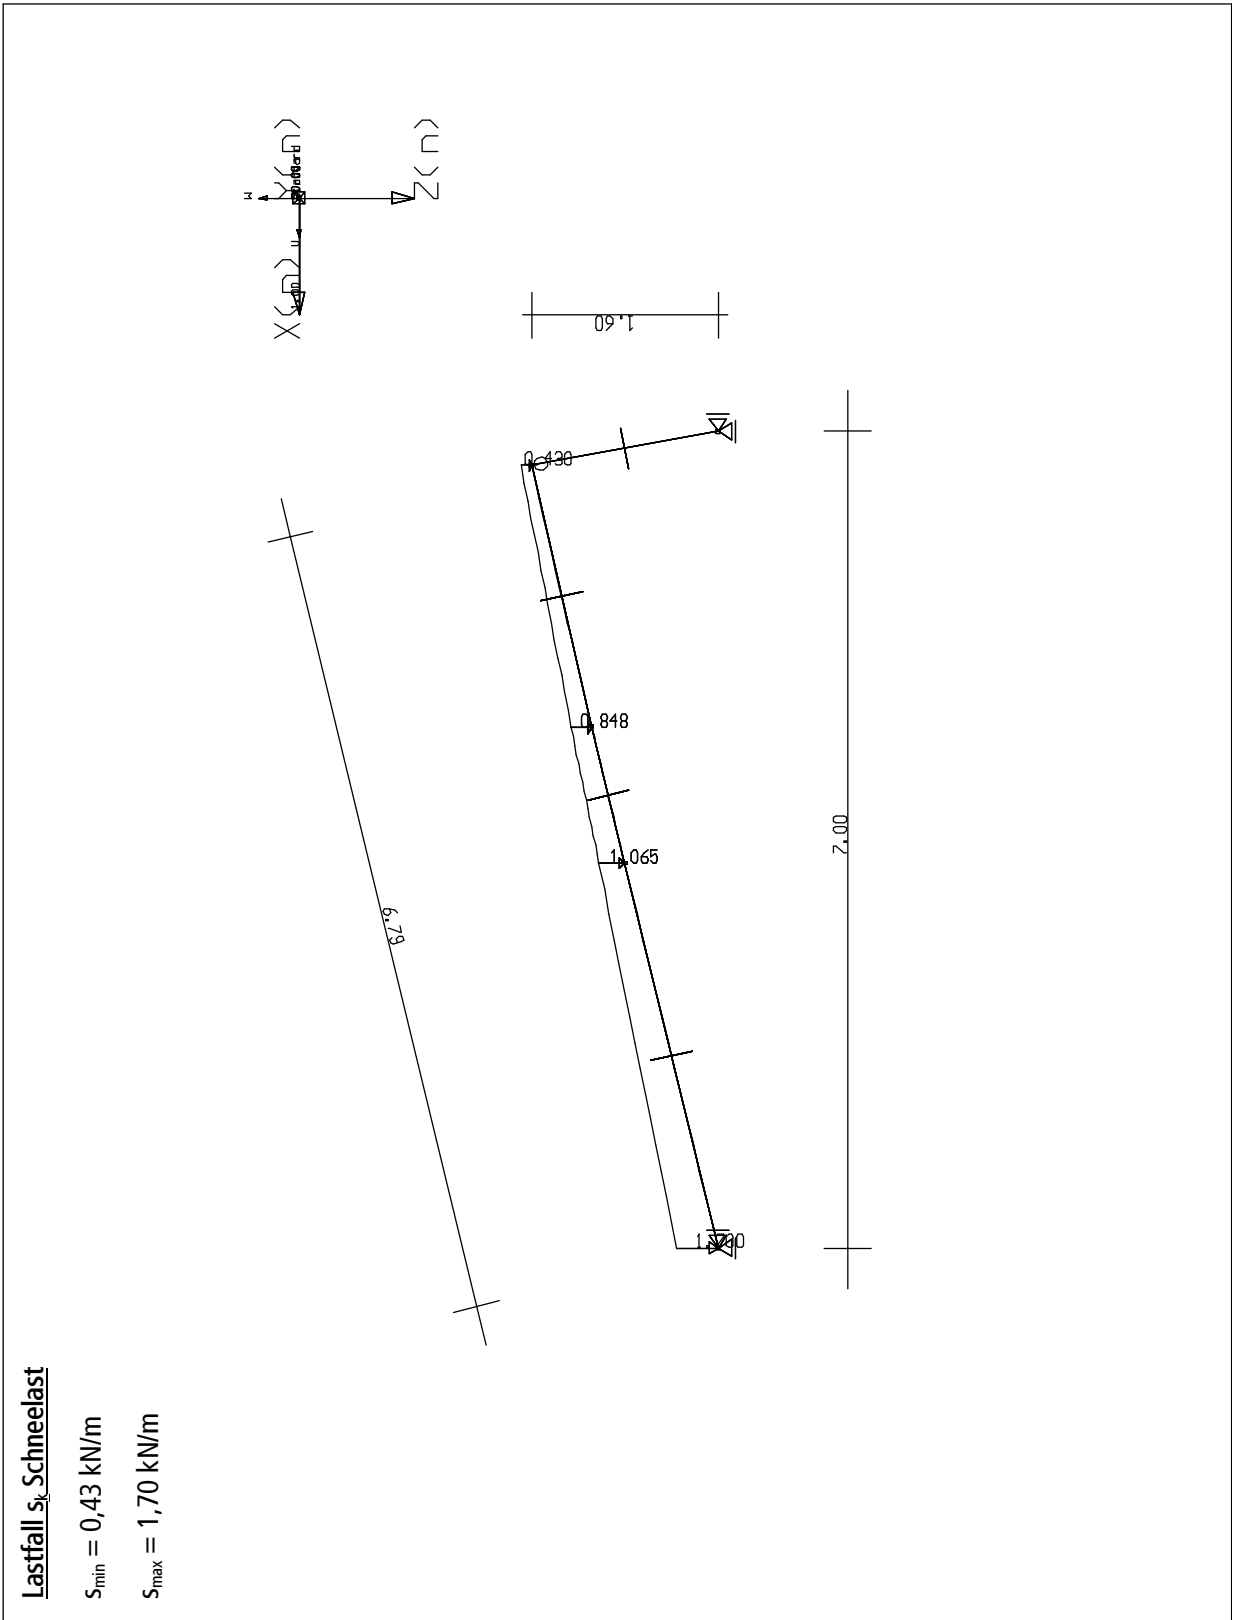 Lastfall sk Schneelast
smin = 0,43 kN/m
smax = 1,70 kN/m
6.79
1.065
0.848
0.430
1.60
7.00
X(m)
Z(m)